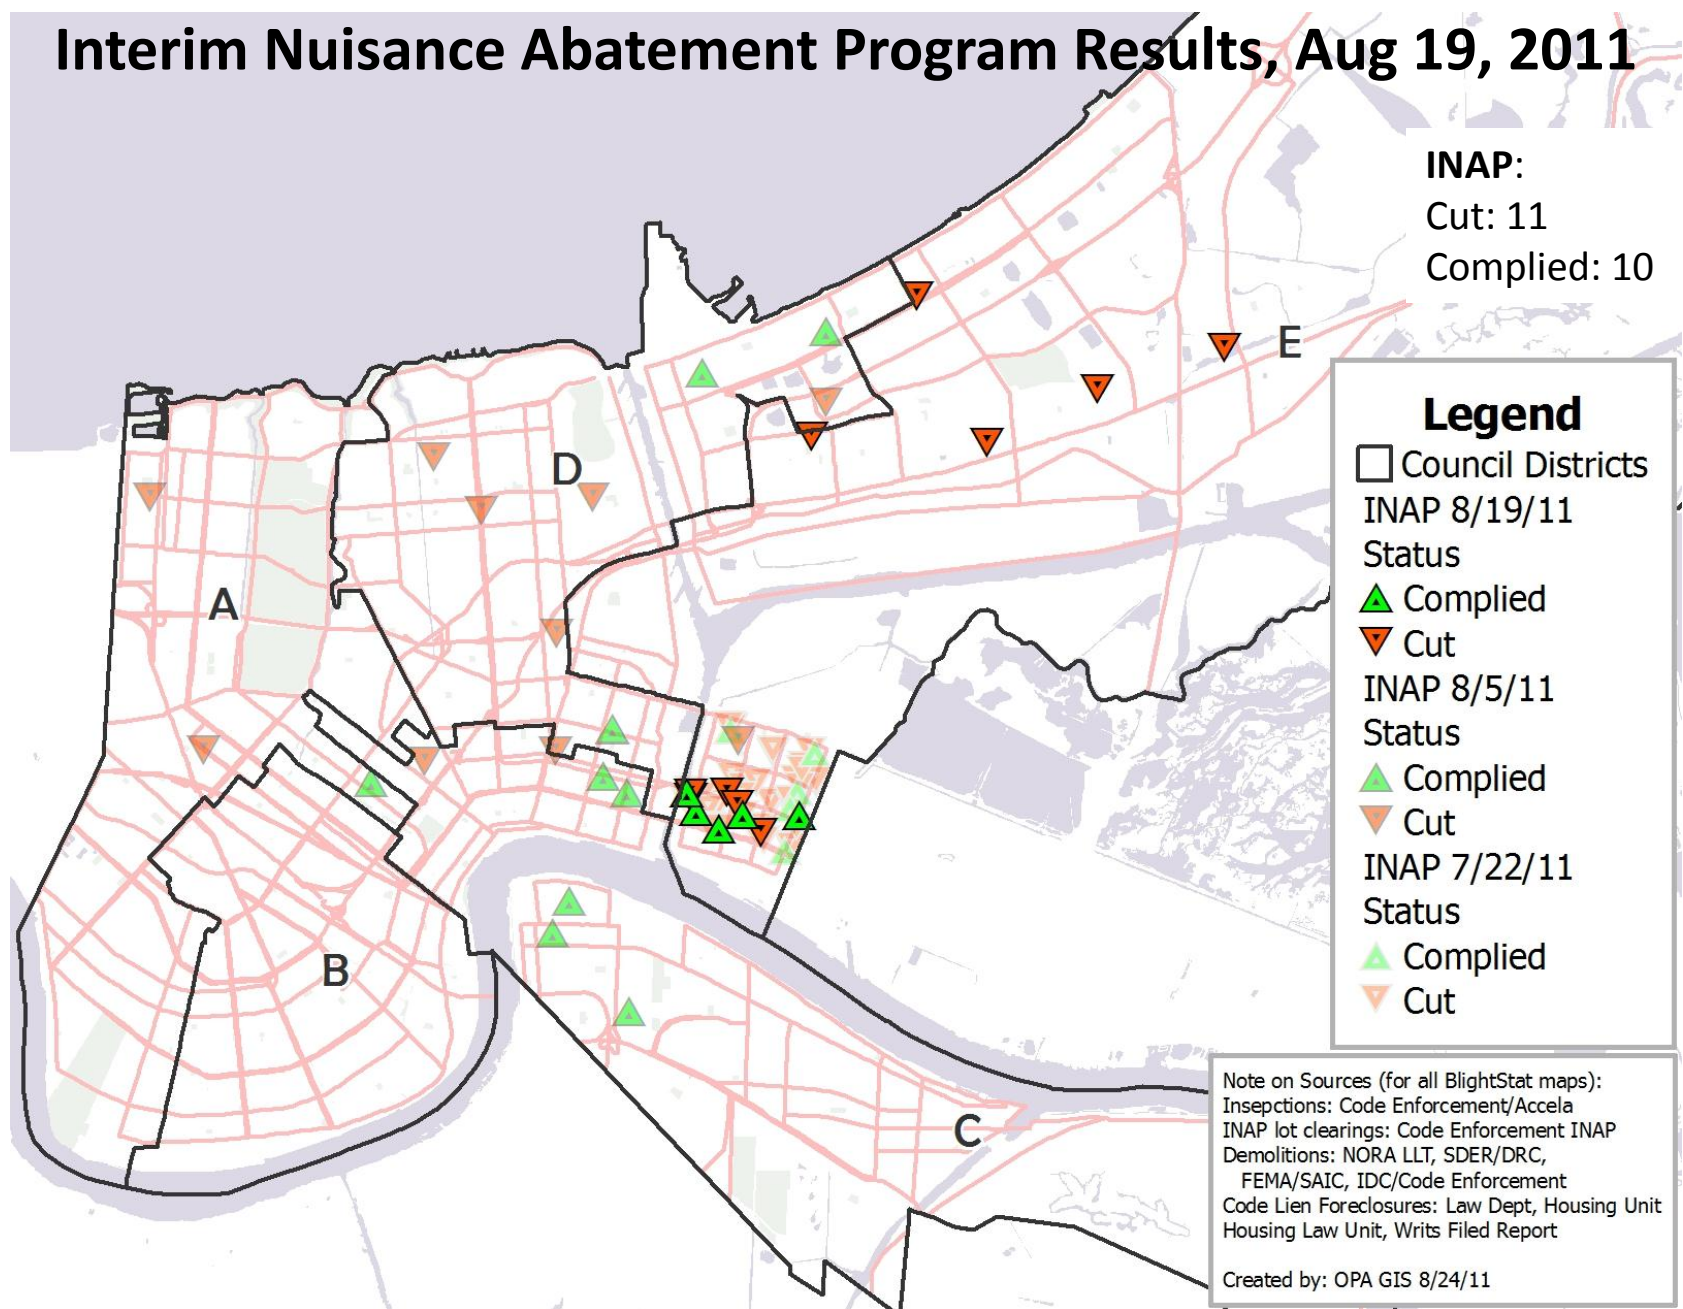 Interim Nuisance Abatement Program Results, Aug 19, 2011
INAP:
Cut: 11
Complied: 10
E
D
A
B
C
Legend
Council Districts
INAP 8/19/11
Status
Complied
Cut
INAP 8/5/11
Status
Complied
Cut
INAP 7/22/11
Status
Complied
Cut
Note on Sources (for all BlightStat maps):
Insepctions: Code Enforcement/Accela
INAP lot clearings: Code Enforcement INAP
Demolitions: NORA LLT, SDER/DRC,
FEMA/SAIC, IDC/Code Enforcement
Code Lien Foreclosures: Law Dept, Housing Unit
Housing Law Unit, Writs Filed Report
Created by: OPA GIS 8/24/11